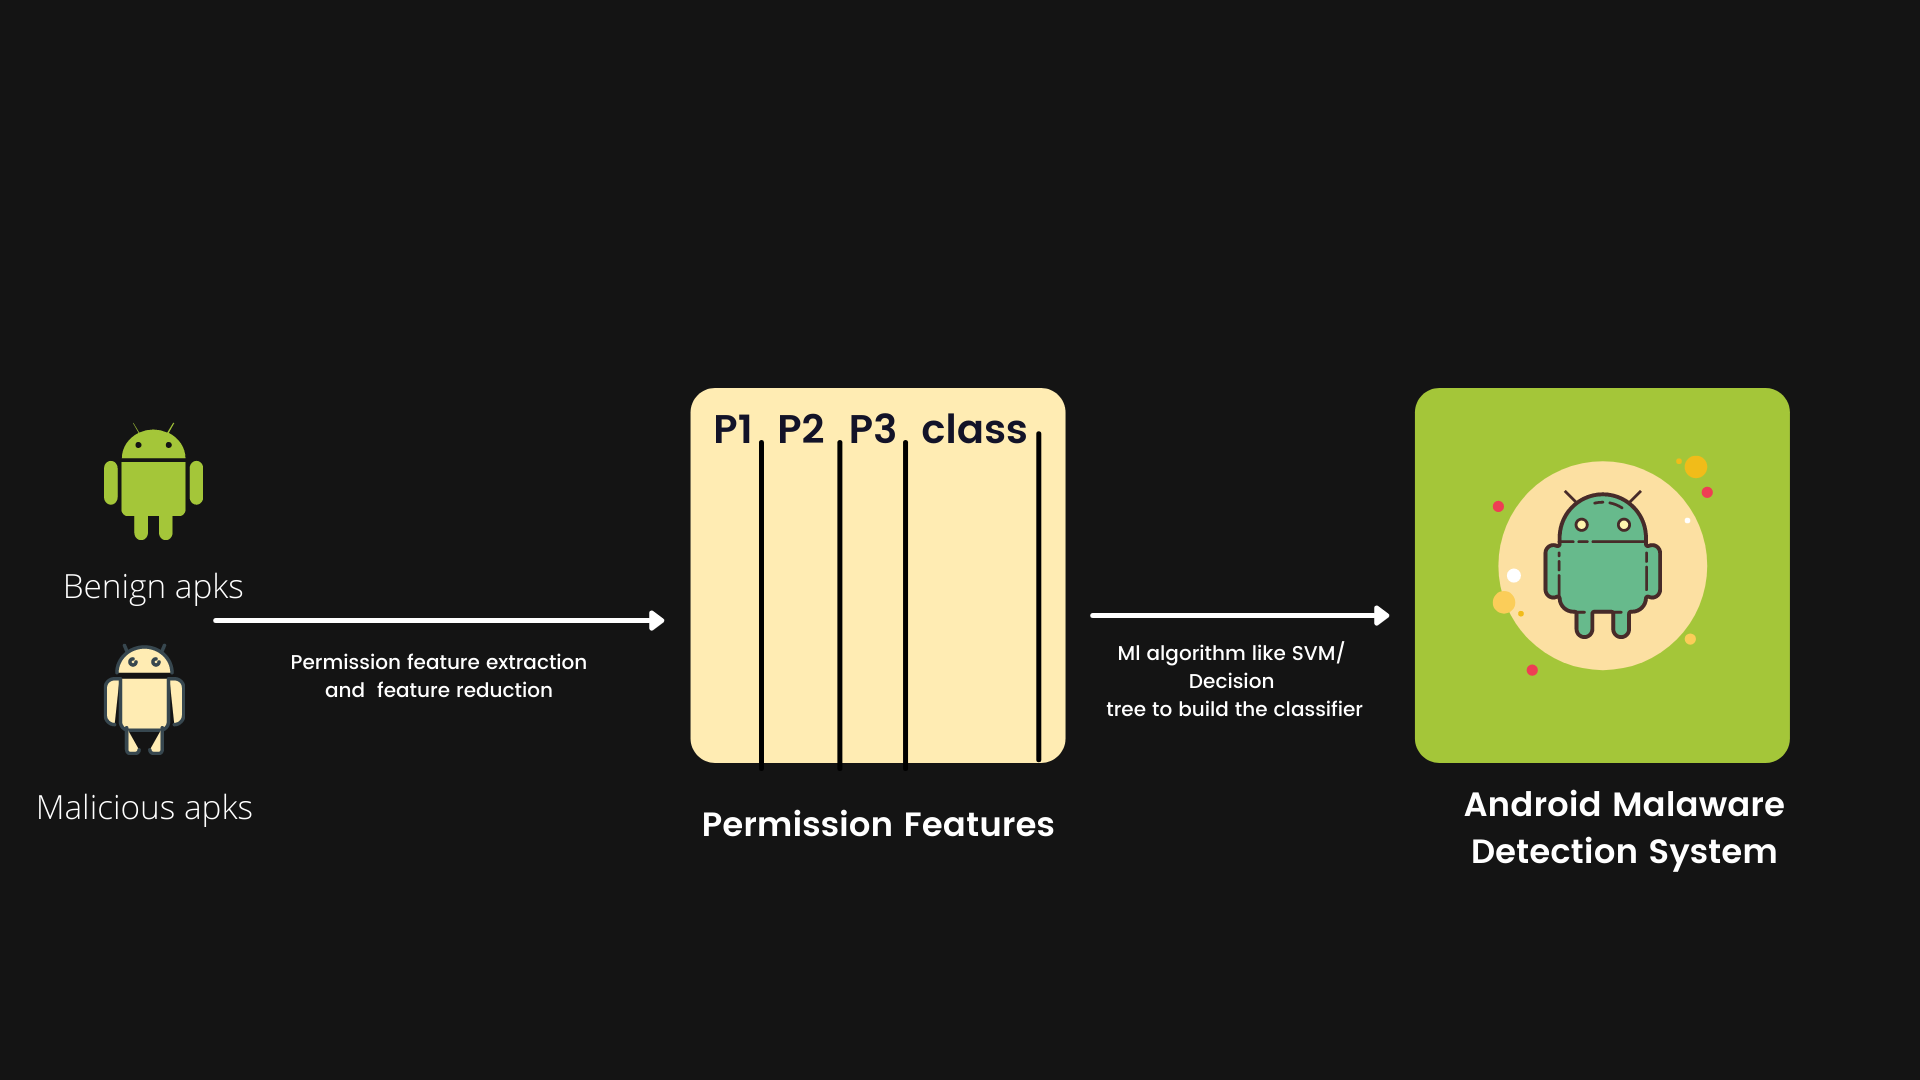 Benign apks
Malicious apks
Permission feature extraction
and  feature reduction
P1 P2 P3 class
Permission Features
Ml algorithm like SVM/
Decision
tree to build the classifier
Android Malaware
Detection System